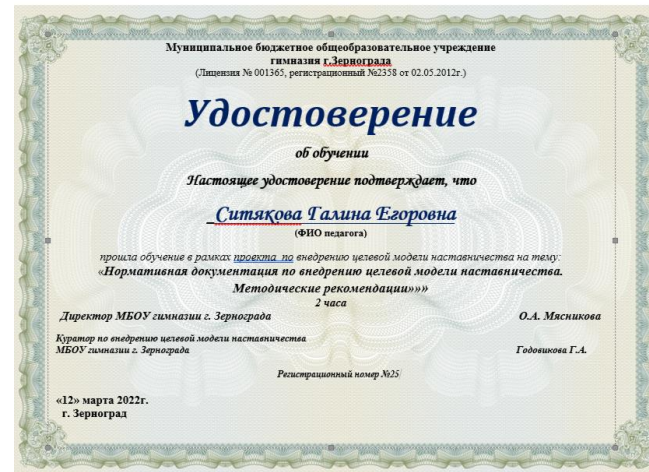 Муниципальное бюджетное общеобразовательное учреждение
гимназия г.Зернограда
(Лицензия № 001365, регистрационный №2358 от 02.05.2012г.)
Удостоверение
об обучении
Настоящее удостоверение подтверждает, что
_Ситякова Галина Егоровна
(ФИО педагога)
прошла обучение в рамках проекта по внедрению целевой модели наставничества на тему:
«Нормативная документация по внедрению целевой модели наставничества.
Методические рекомендации»»»
2 часа
Директор МБОУ гимназии г. Зернограда О.А. Мясникова
Куратор по внедрению целевой модели наставничества
МБОУ гимназии г. Зернограда Годовикова Г.А.
Регистрационный номер №25/
«12» марта 2022г.
г. Зерноград